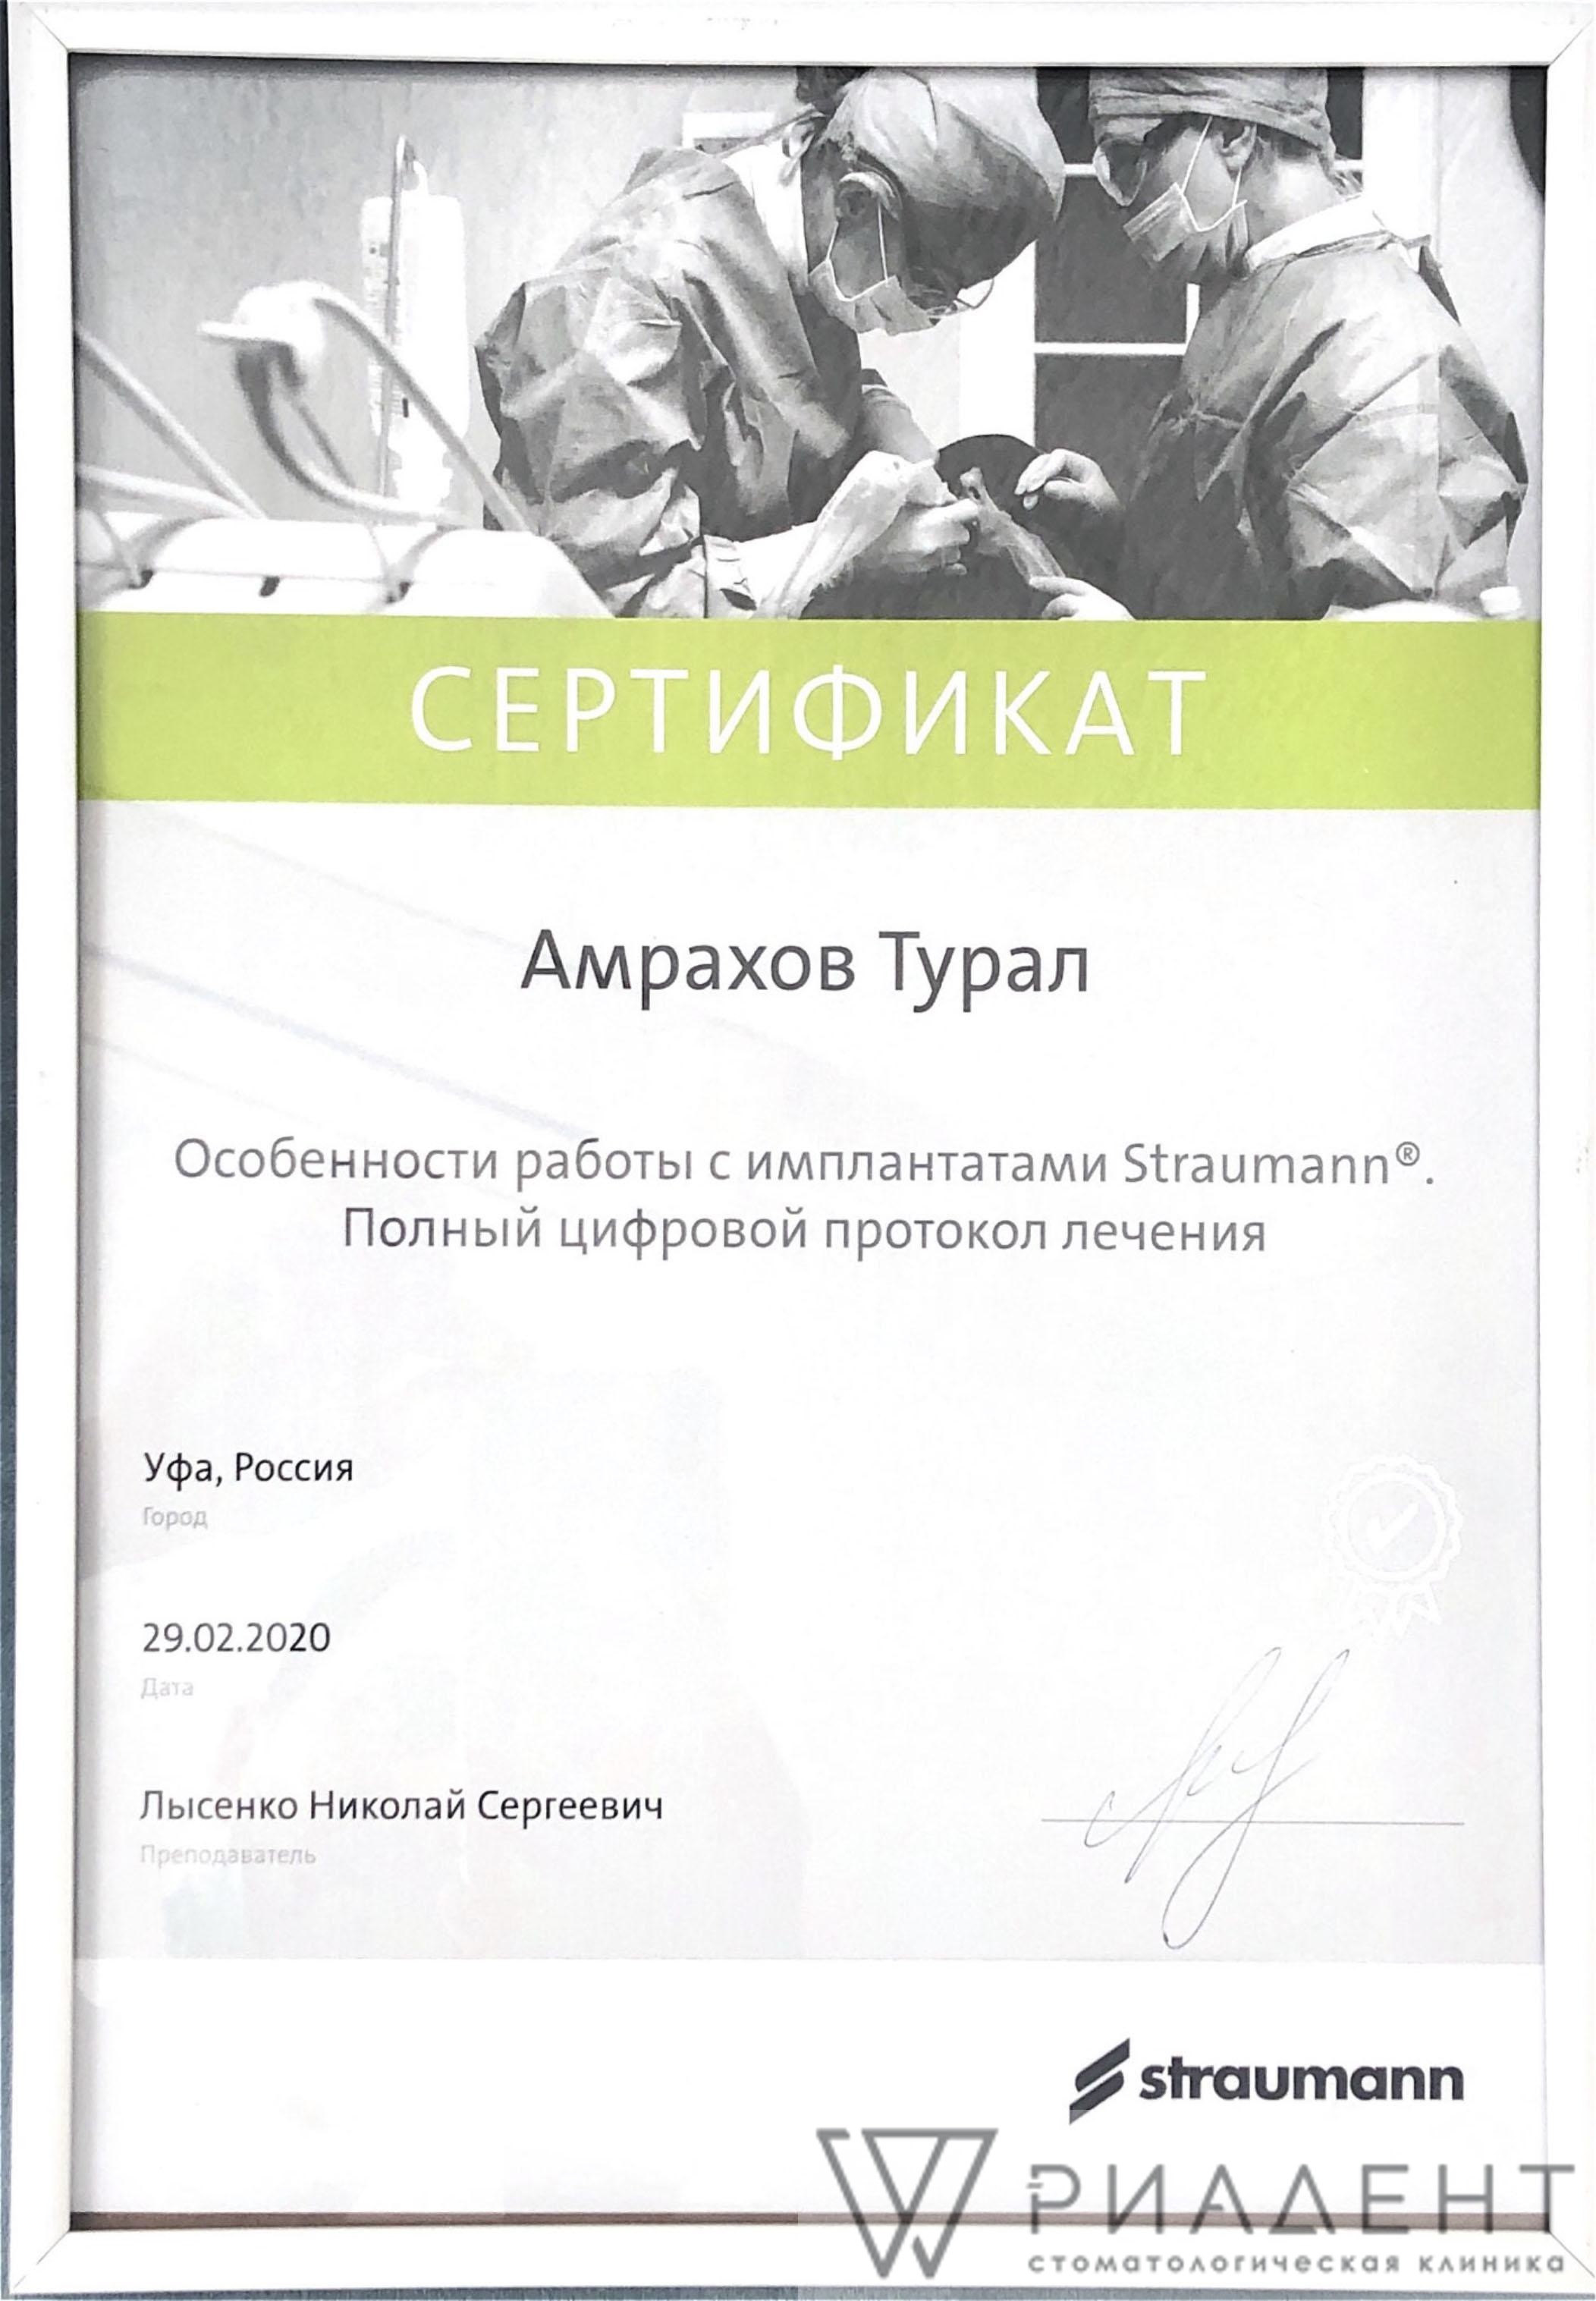 СЕРТИФИКАТ
Амрахов Турал
Особенности работы с имплантатами Straumann®.
Полный цифровой протокол лечения
Уфа, Россия
Город
29.02.2020
Дата
Лысенко Николай Сергеевич
Преподаватель
straumann
РИАДЕНТ
стоматологическая клиника